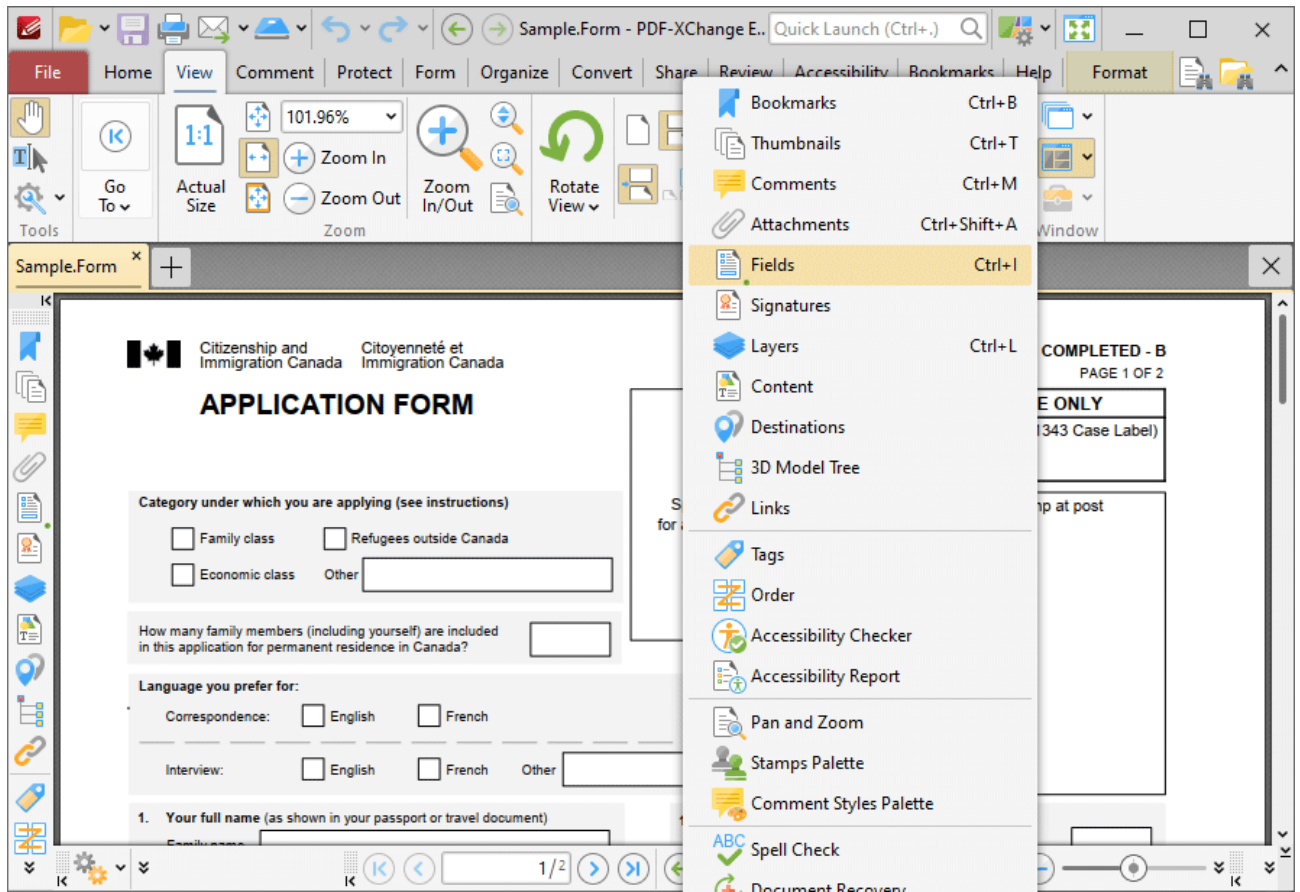 Sample.Form - PDF-XChange E..
Quick Launch (Ctrl+.)
File
Home
View
Comment
Protect
Form
Organize
Convert
Share
Review
Accessibility
Bookmarks
Help
Format
1:1
101.96%
Zoom In
Zoom Out
Go To
Actual Size
Zoom In/Out
Rotate View
Tools
Zoom
Window
Sample.Form
Bookmarks Ctrl+B
Thumbnails Ctrl+T
Comments Ctrl+M
Attachments Ctrl+Shift+A
Fields Ctrl+I
Signatures
Layers Ctrl+L
Content
Destinations
3D Model Tree
Links
Tags
Order
Accessibility Checker
Accessibility Report
Pan and Zoom
Stamps Palette
Comment Styles Palette
ABC
Spell Check
Document Recovery
Citizenship and Immigration Canada
Citoyenneté et Immigration Canada
COMPLETED - B
PAGE 1 OF 2
APPLICATION FORM
E ONLY
1343 Case Label)
Category under which you are applying (see instructions)
Family class
Refugees outside Canada
Economic class
Other
for
at post
How many family members (including yourself) are included
in this application for permanent residence in Canada?
Language you prefer for:
Correspondence:
English
French
Interview:
English
French
Other
1. Your full name (as shown in your passport or travel document)
Family name
1/2